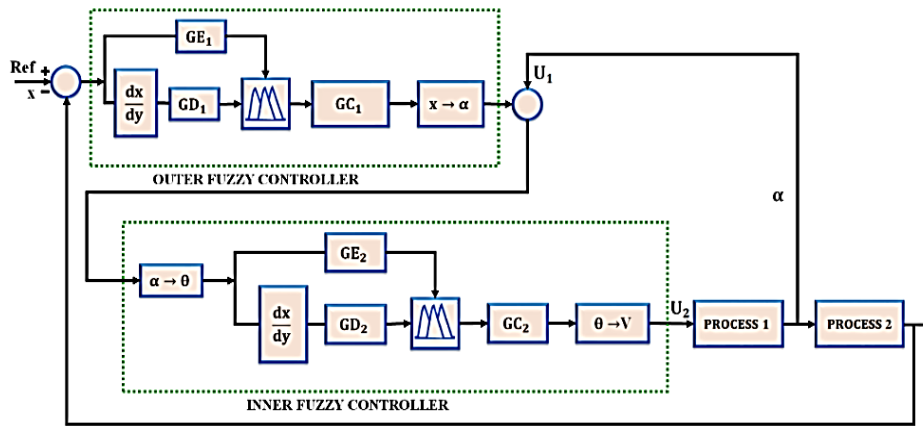 GE₁
Ref +
x −
dx
dy
GD₁
GC₁
x → α
U₁
OUTER FUZZY CONTROLLER
α
GE₂
α → θ
dx
dy
GD₂
GC₂
θ →V
U₂
PROCESS 1
PROCESS 2
INNER FUZZY CONTROLLER